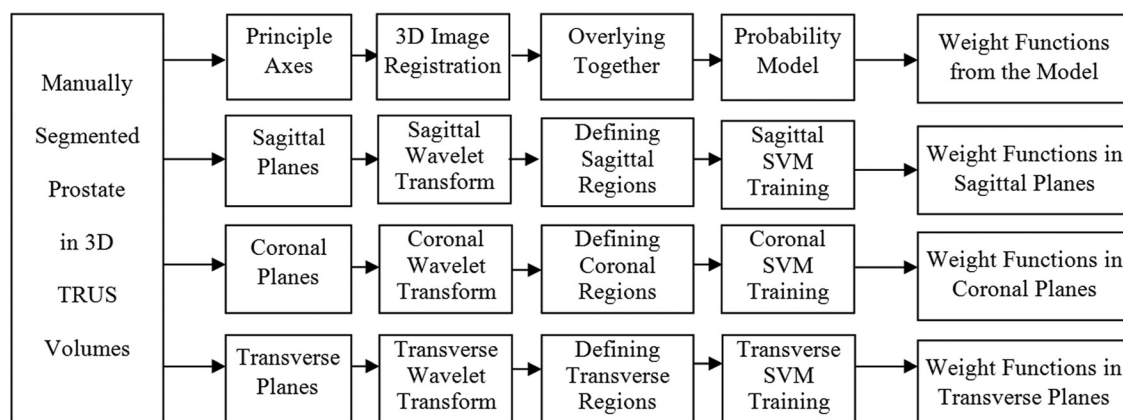 Manually
Segmented
Prostate
in 3D
TRUS
Volumes
Principle
Axes
3D Image
Registration
Overlying
Together
Probability
Model
Weight Functions
from the Model
Sagittal
Planes
Sagittal
Wavelet
Transform
Defining
Sagittal
Regions
Sagittal
SVM
Training
Weight Functions in
Sagittal Planes
Coronal
Planes
Coronal
Wavelet
Transform
Defining
Coronal
Regions
Coronal
SVM
Training
Weight Functions in
Coronal Planes
Transverse
Planes
Transverse
Wavelet
Transform
Defining
Transverse
Regions
Transverse
SVM
Training
Weight Functions in
Transverse Planes